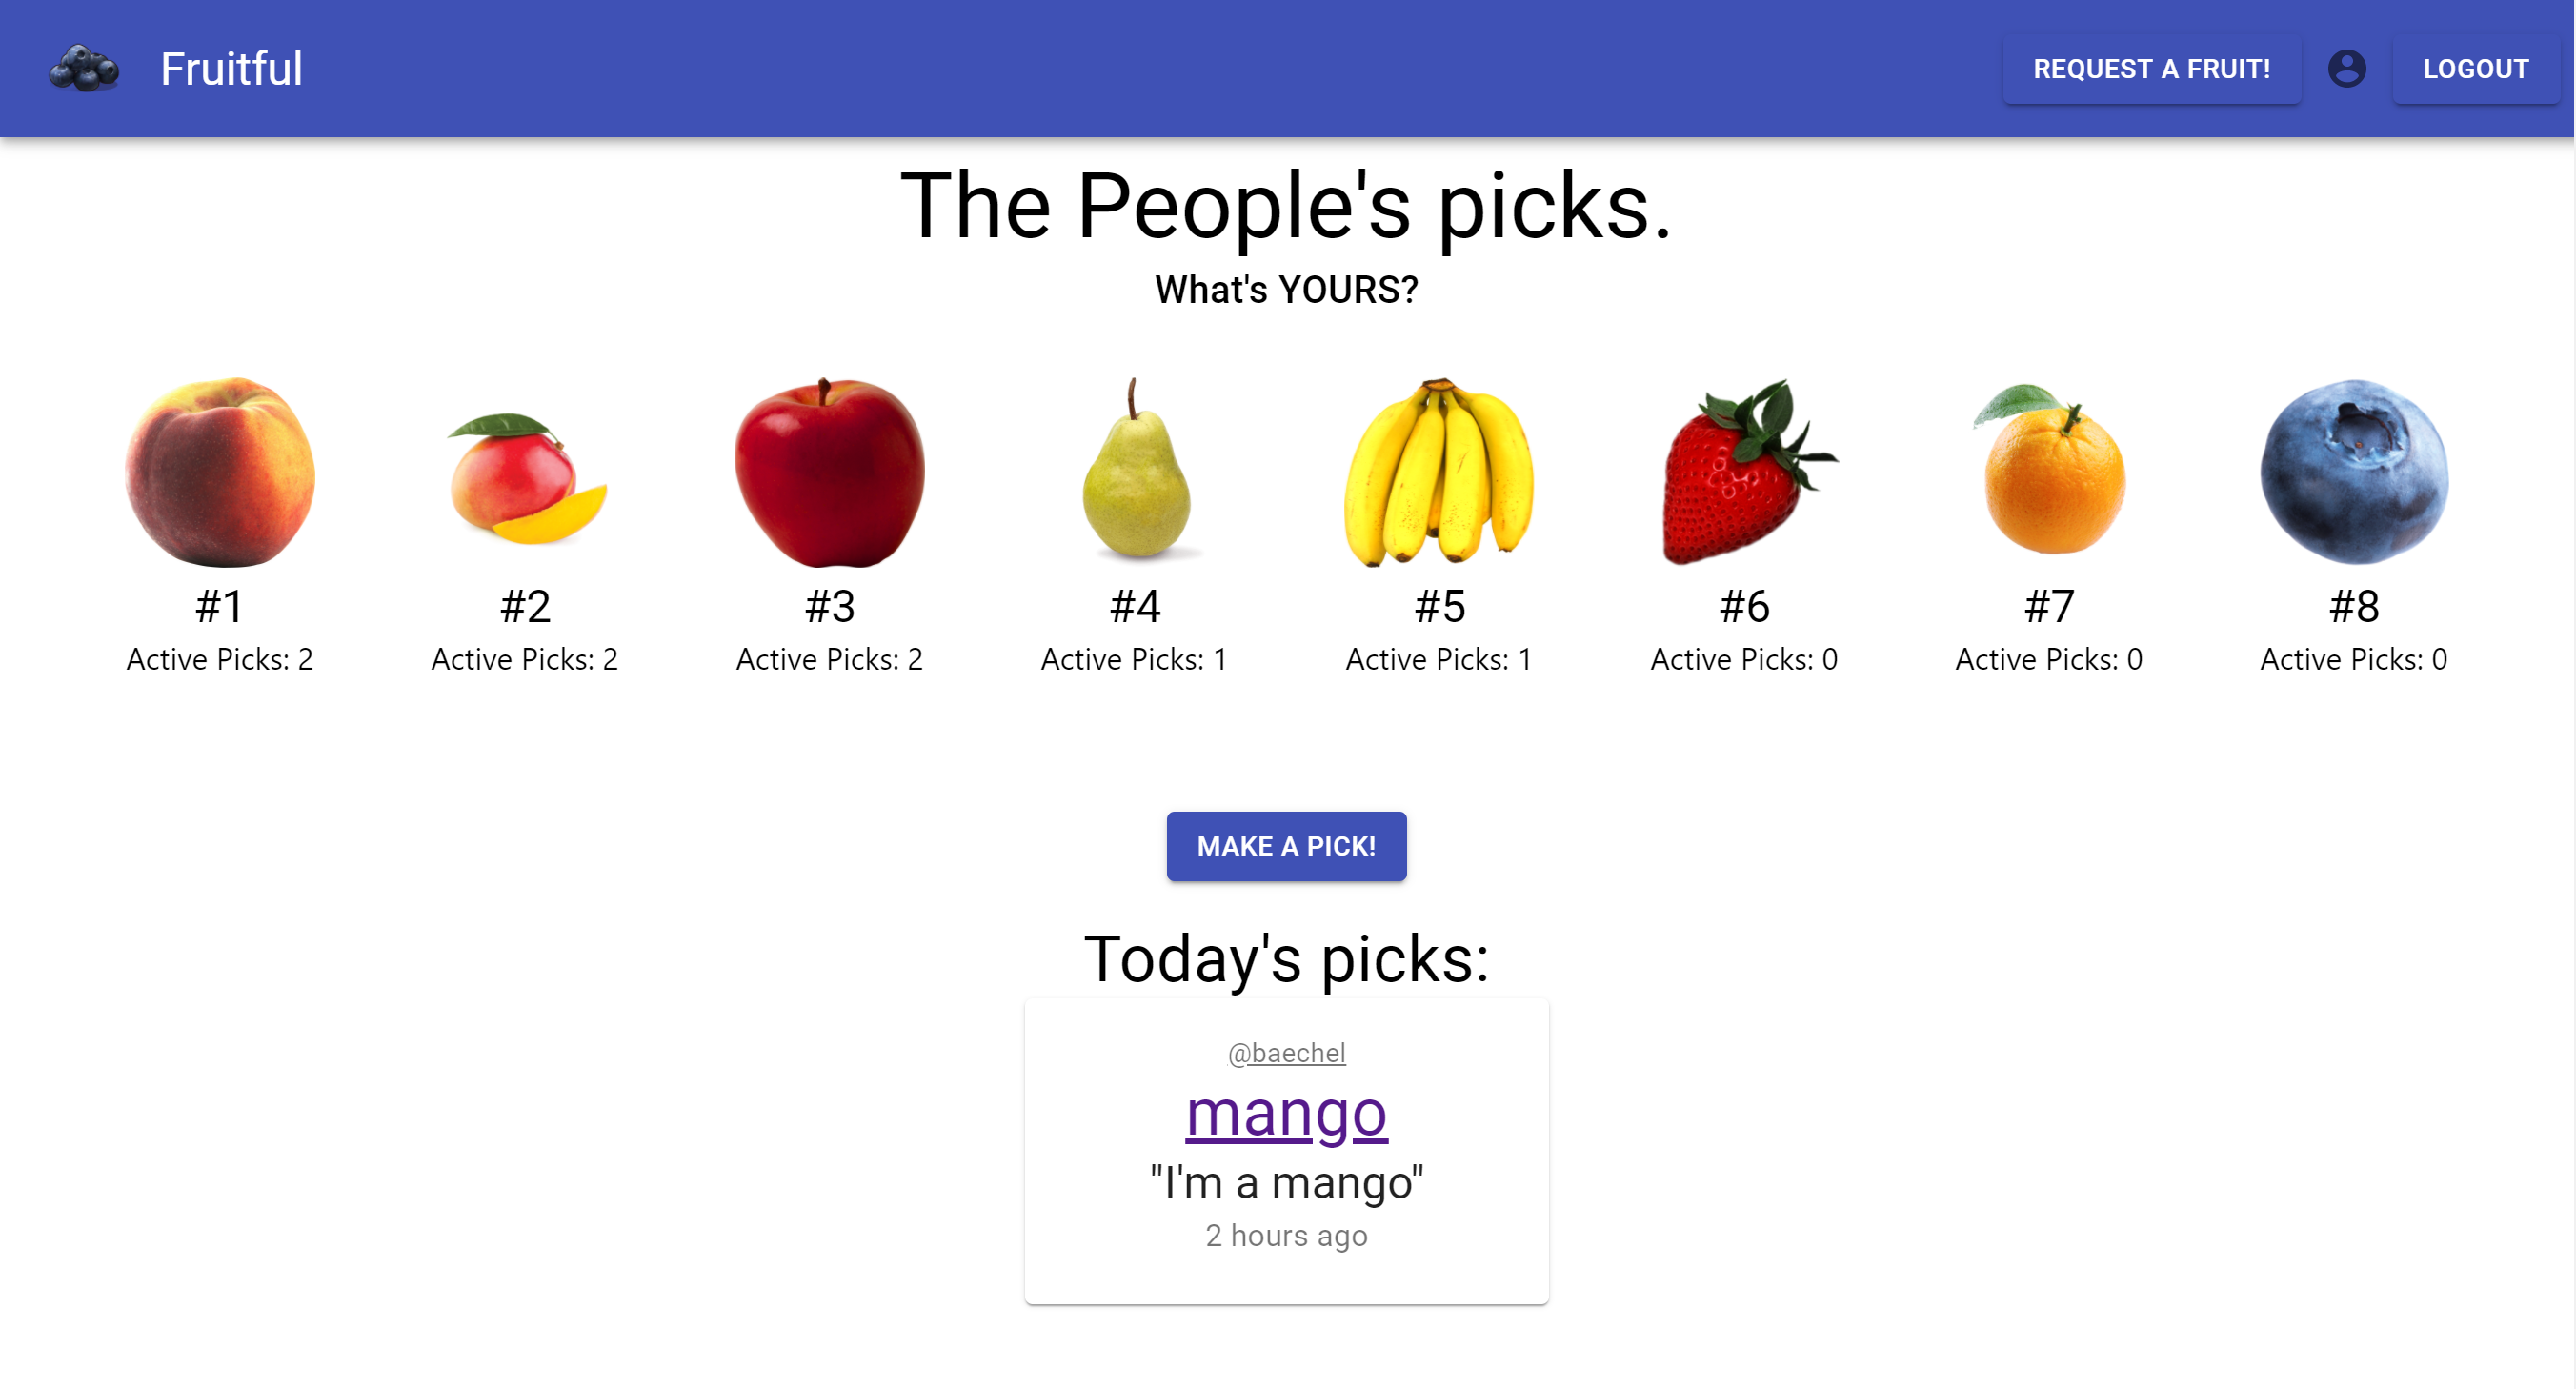 Fruitful
REQUEST A FRUIT!
LOGOUT
The People's picks.
What's YOURS?
#1
Active Picks: 2
#2
Active Picks: 2
#3
Active Picks: 2
#4
Active Picks: 1
#5
Active Picks: 1
#6
Active Picks: 0
#7
Active Picks: 0
#8
Active Picks: 0
MAKE A PICK!
Today's picks:
@baechel
mango
"I'm a mango"
2 hours ago